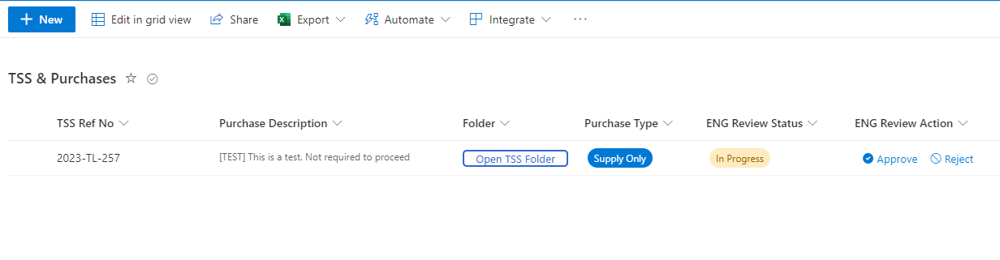 New Edit in grid view Share Export Automate Integrate ...
TSS & Purchases
TSS Ref No Purchase Description Folder Purchase Type ENG Review Status ENG Review Action
2023-TL-257 [TEST] This is a test. Not required to proceed Open TSS Folder Supply Only In Progress Approve Reject